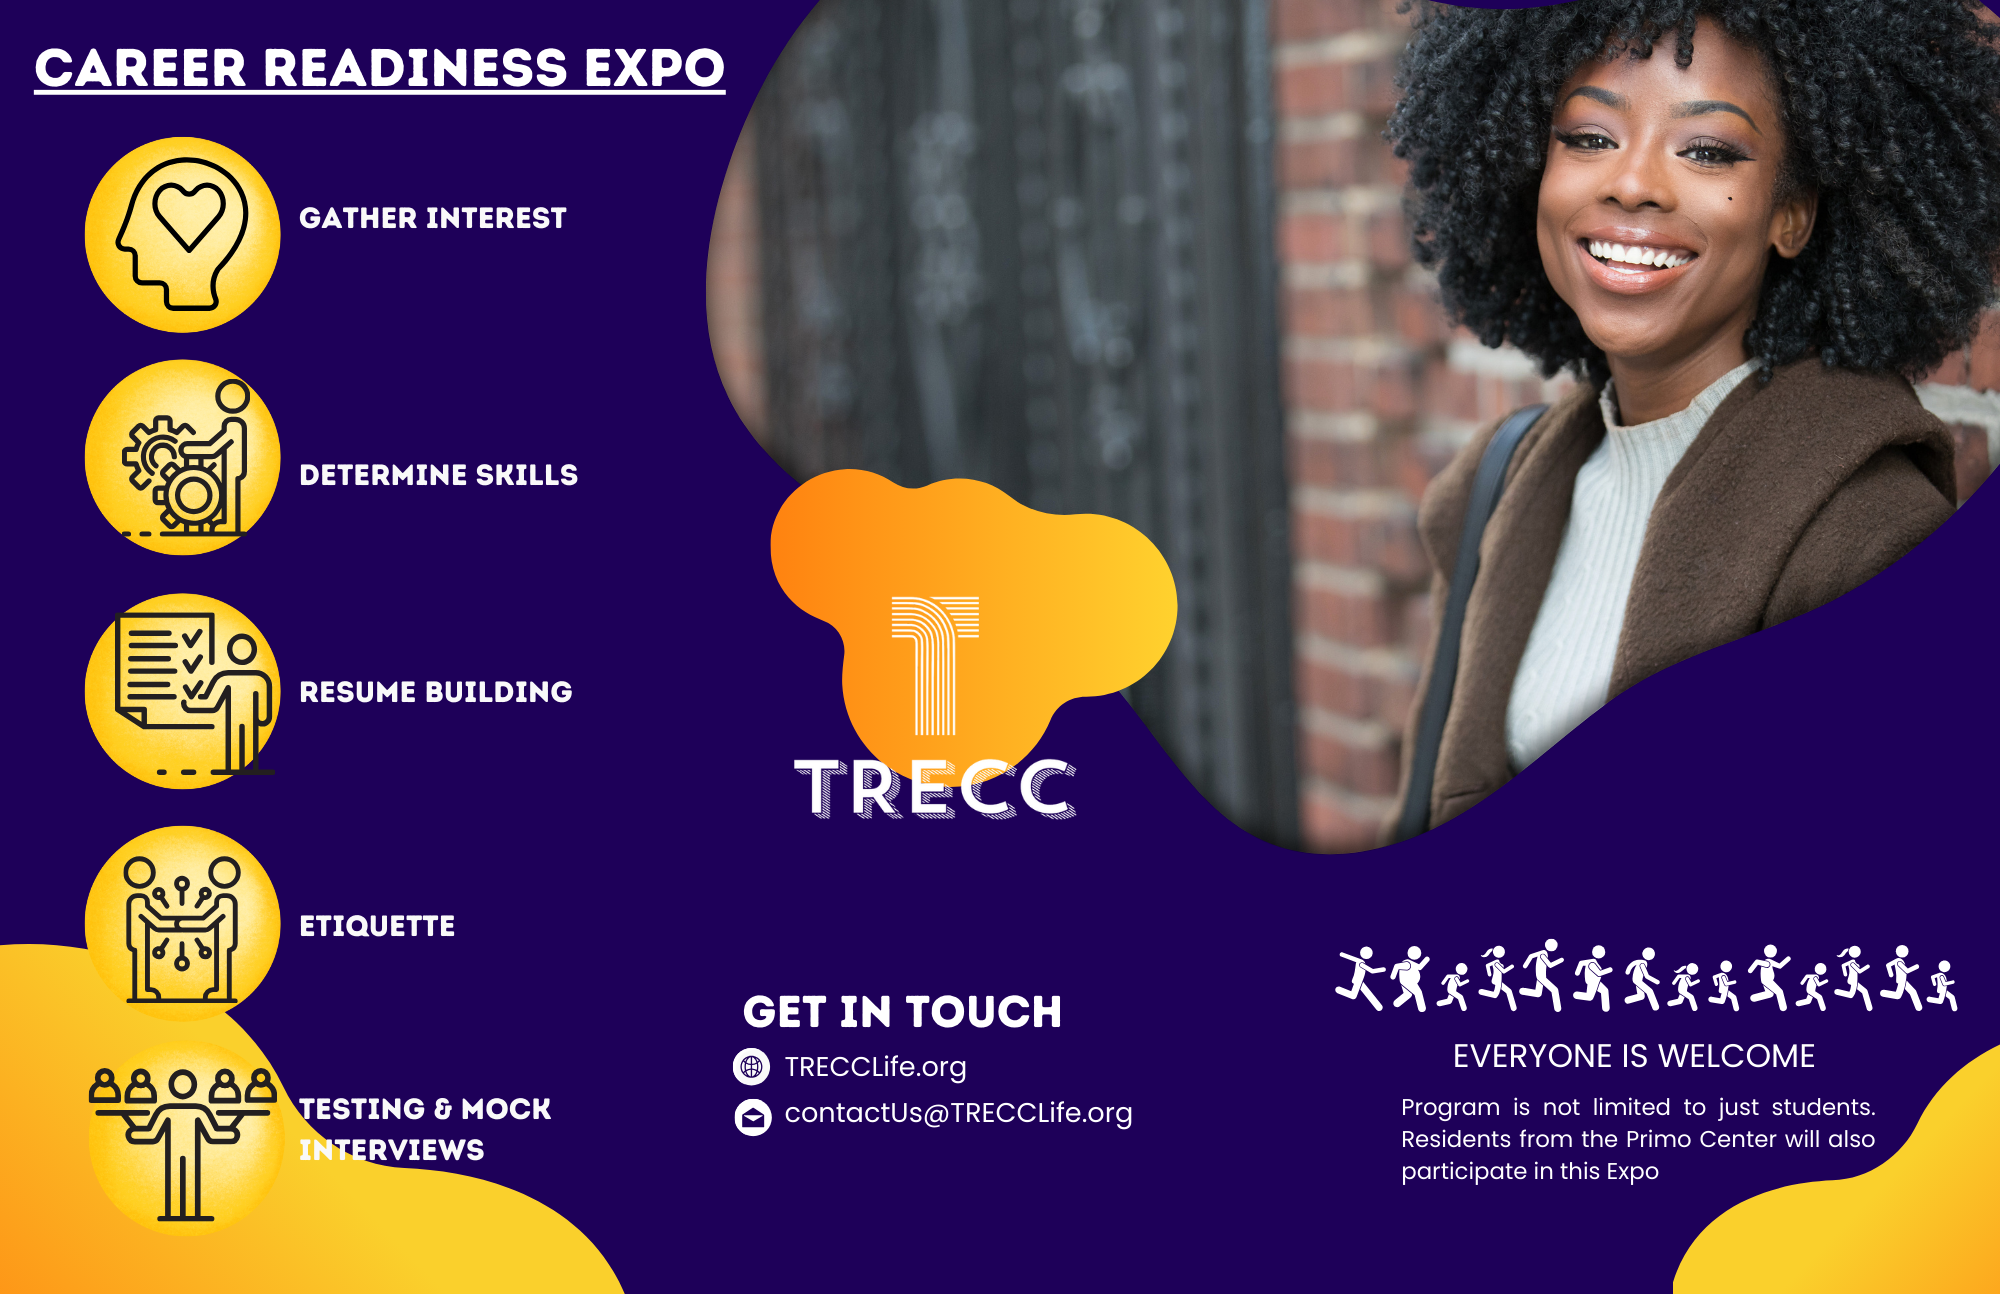 CAREER READINESS EXPO
GATHER INTEREST
DETERMINE SKILLS
RESUME BUILDING
ETIQUETTE
TESTING & MOCK
INTERVIEWS
T
TRECC
GET IN TOUCH
TRECCLife.org
contactUs@TRECCLife.org
EVERYONE IS WELCOME
Program is not limited to just students.
Residents from the Primo Center will also
participate in this Expo